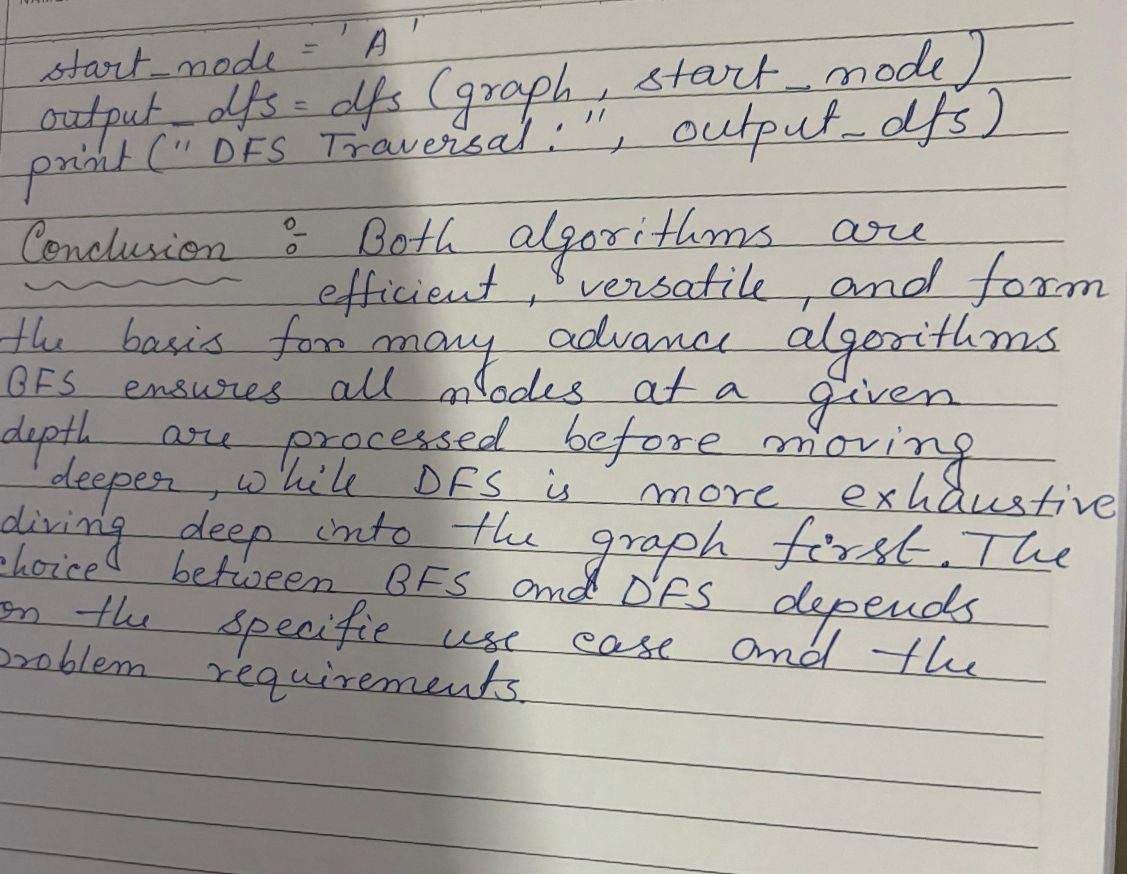 start_node = 'A'
output_dfs = dfs (graph, start_node)
print (" DFS Traversal : ", output_dfs)
Conclusion : Both algorithms are
efficient, versatile, and form
the basis for many advance algorithms
BFS ensures all nodes at a given
depth are processed before moving
deeper, while DFS is more exhaustive
diving deep into the graph first. The
choice between BFS and DFS depends
on the specific use case and the
problem requirements.